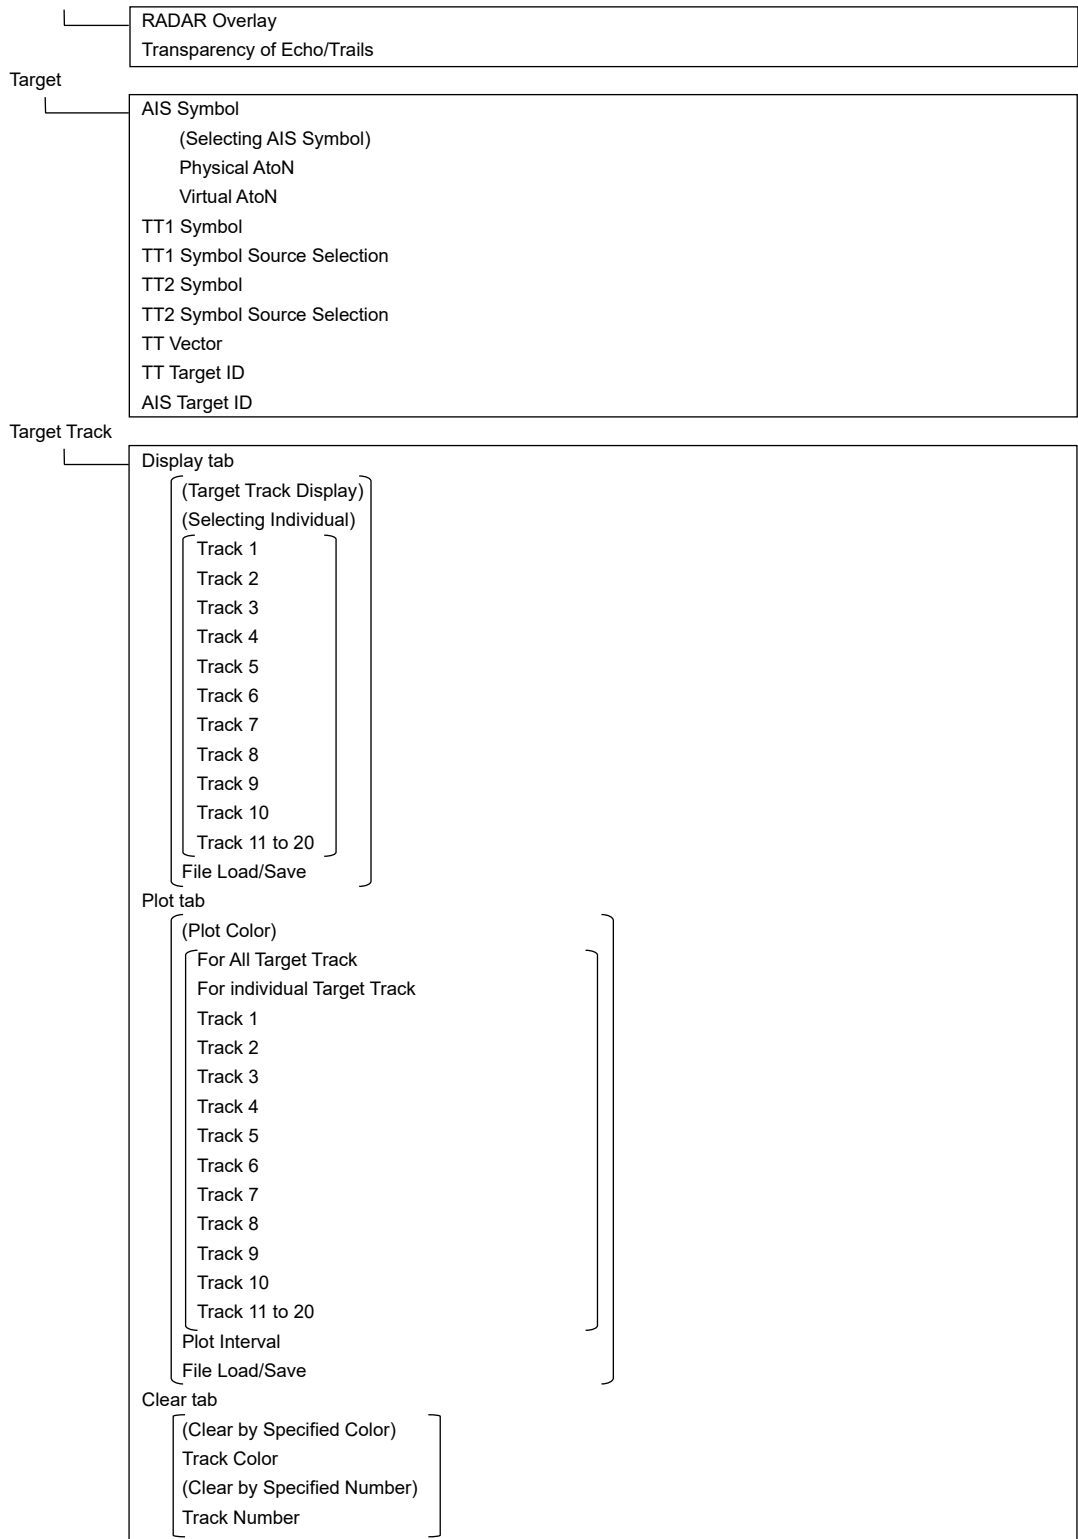 RADAR Overlay
Transparency of Echo/Trails
Target
AIS Symbol
(Selecting AIS Symbol)
Physical AtoN
Virtual AtoN
TT1 Symbol
TT1 Symbol Source Selection
TT2 Symbol
TT2 Symbol Source Selection
TT Vector
TT Target ID
AIS Target ID
Target Track
Display tab
(Target Track Display)
(Selecting Individual)
Track 1
Track 2
Track 3
Track 4
Track 5
Track 6
Track 7
Track 8
Track 9
Track 10
Track 11 to 20
File Load/Save
Plot tab
(Plot Color)
For All Target Track
For individual Target Track
Track 1
Track 2
Track 3
Track 4
Track 5
Track 6
Track 7
Track 8
Track 9
Track 10
Track 11 to 20
Plot Interval
File Load/Save
Clear tab
(Clear by Specified Color)
Track Color
(Clear by Specified Number)
Track Number